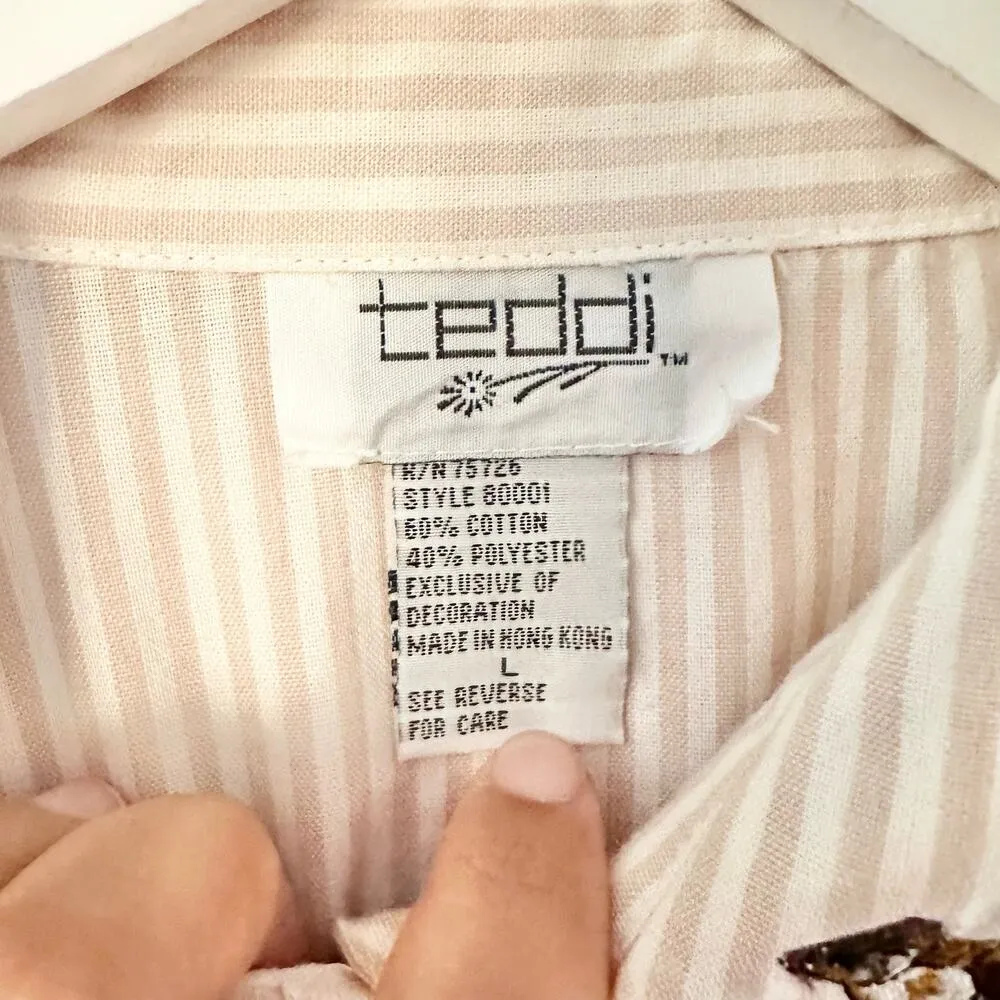 teddi TM
R/N 75726
STYLE 80001
60% COTTON
40% POLYESTER
EXCLUSIVE OF
DECORATION
MADE IN HONG KONG
L
SEE REVERSE
FOR CARE